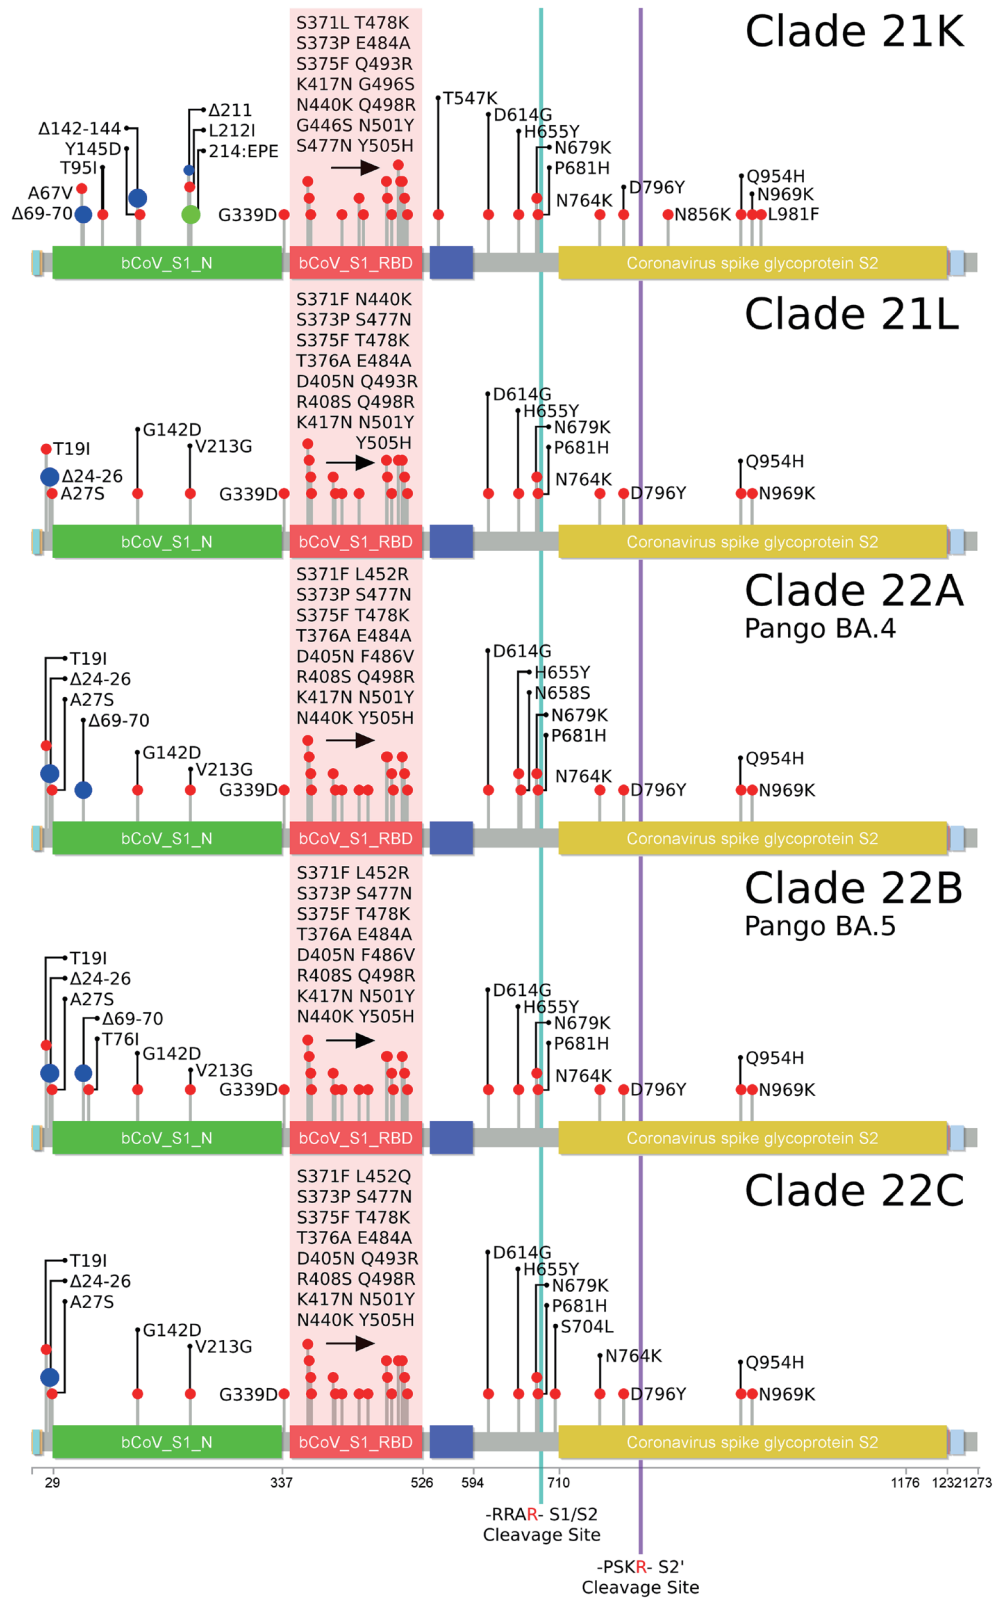 Clade 21K
S371L T478K
S373P E484A
S375F Q493R
K417N G496S
N440K Q498R
G446S N501Y
S477N Y505H
Δ211
L212I
214:EPE
Δ142-144
Y145D
T95I
A67V
Δ69-70
G339D
T547K
D614G
H655Y
N679K
P681H
N764K
D796Y
N856K
Q954H
N969K
L981F
bCoV_S1_N
bCoV_S1_RBD
Coronavirus spike glycoprotein S2
Clade 21L
S371F N440K
S373P S477N
S375F T478K
T376A E484A
D405N Q493R
R408S Q498R
K417N N501Y
Y505H
T19I
Δ24-26
A27S
G142D
V213G
G339D
D614G
H655Y
N679K
P681H
N764K
D796Y
Q954H
N969K
bCoV_S1_N
bCoV_S1_RBD
Coronavirus spike glycoprotein S2
Clade 22A
Pango BA.4
S371F L452R
S373P S477N
S375F T478K
T376A E484A
D405N F486V
R408S Q498R
K417N N501Y
N440K Y505H
T19I
Δ24-26
A27S
Δ69-70
G142D
V213G
G339D
D614G
H655Y
N658S
N679K
P681H
N764K
D796Y
Q954H
N969K
bCoV_S1_N
bCoV_S1_RBD
Coronavirus spike glycoprotein S2
Clade 22B
Pango BA.5
S371F L452R
S373P S477N
S375F T478K
T376A E484A
D405N F486V
R408S Q498R
K417N N501Y
N440K Y505H
T19I
Δ24-26
A27S
Δ69-70
T76I
G142D
V213G
G339D
D614G
H655Y
N679K
P681H
N764K
D796Y
Q954H
N969K
bCoV_S1_N
bCoV_S1_RBD
Coronavirus spike glycoprotein S2
Clade 22C
S371F L452Q
S373P S477N
S375F T478K
T376A E484A
D405N Q493R
R408S Q498R
K417N N501Y
N440K Y505H
T19I
Δ24-26
A27S
G142D
V213G
G339D
D614G
H655Y
N679K
P681H
S704L
N764K
D796Y
Q954H
N969K
bCoV_S1_N
bCoV_S1_RBD
Coronavirus spike glycoprotein S2
29 337 526 594 710 1176 1232 1273
-RRAR- S1/S2
Cleavage Site
-PSKR- S2'
Cleavage Site